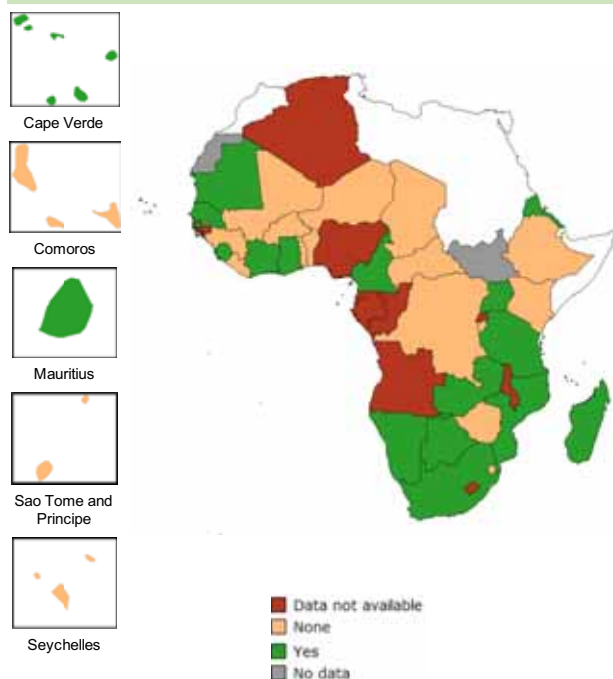 Cape Verde
Comoros
Mauritius
Sao Tome and
Principe
Seychelles
Data not available
None
Yes
No data